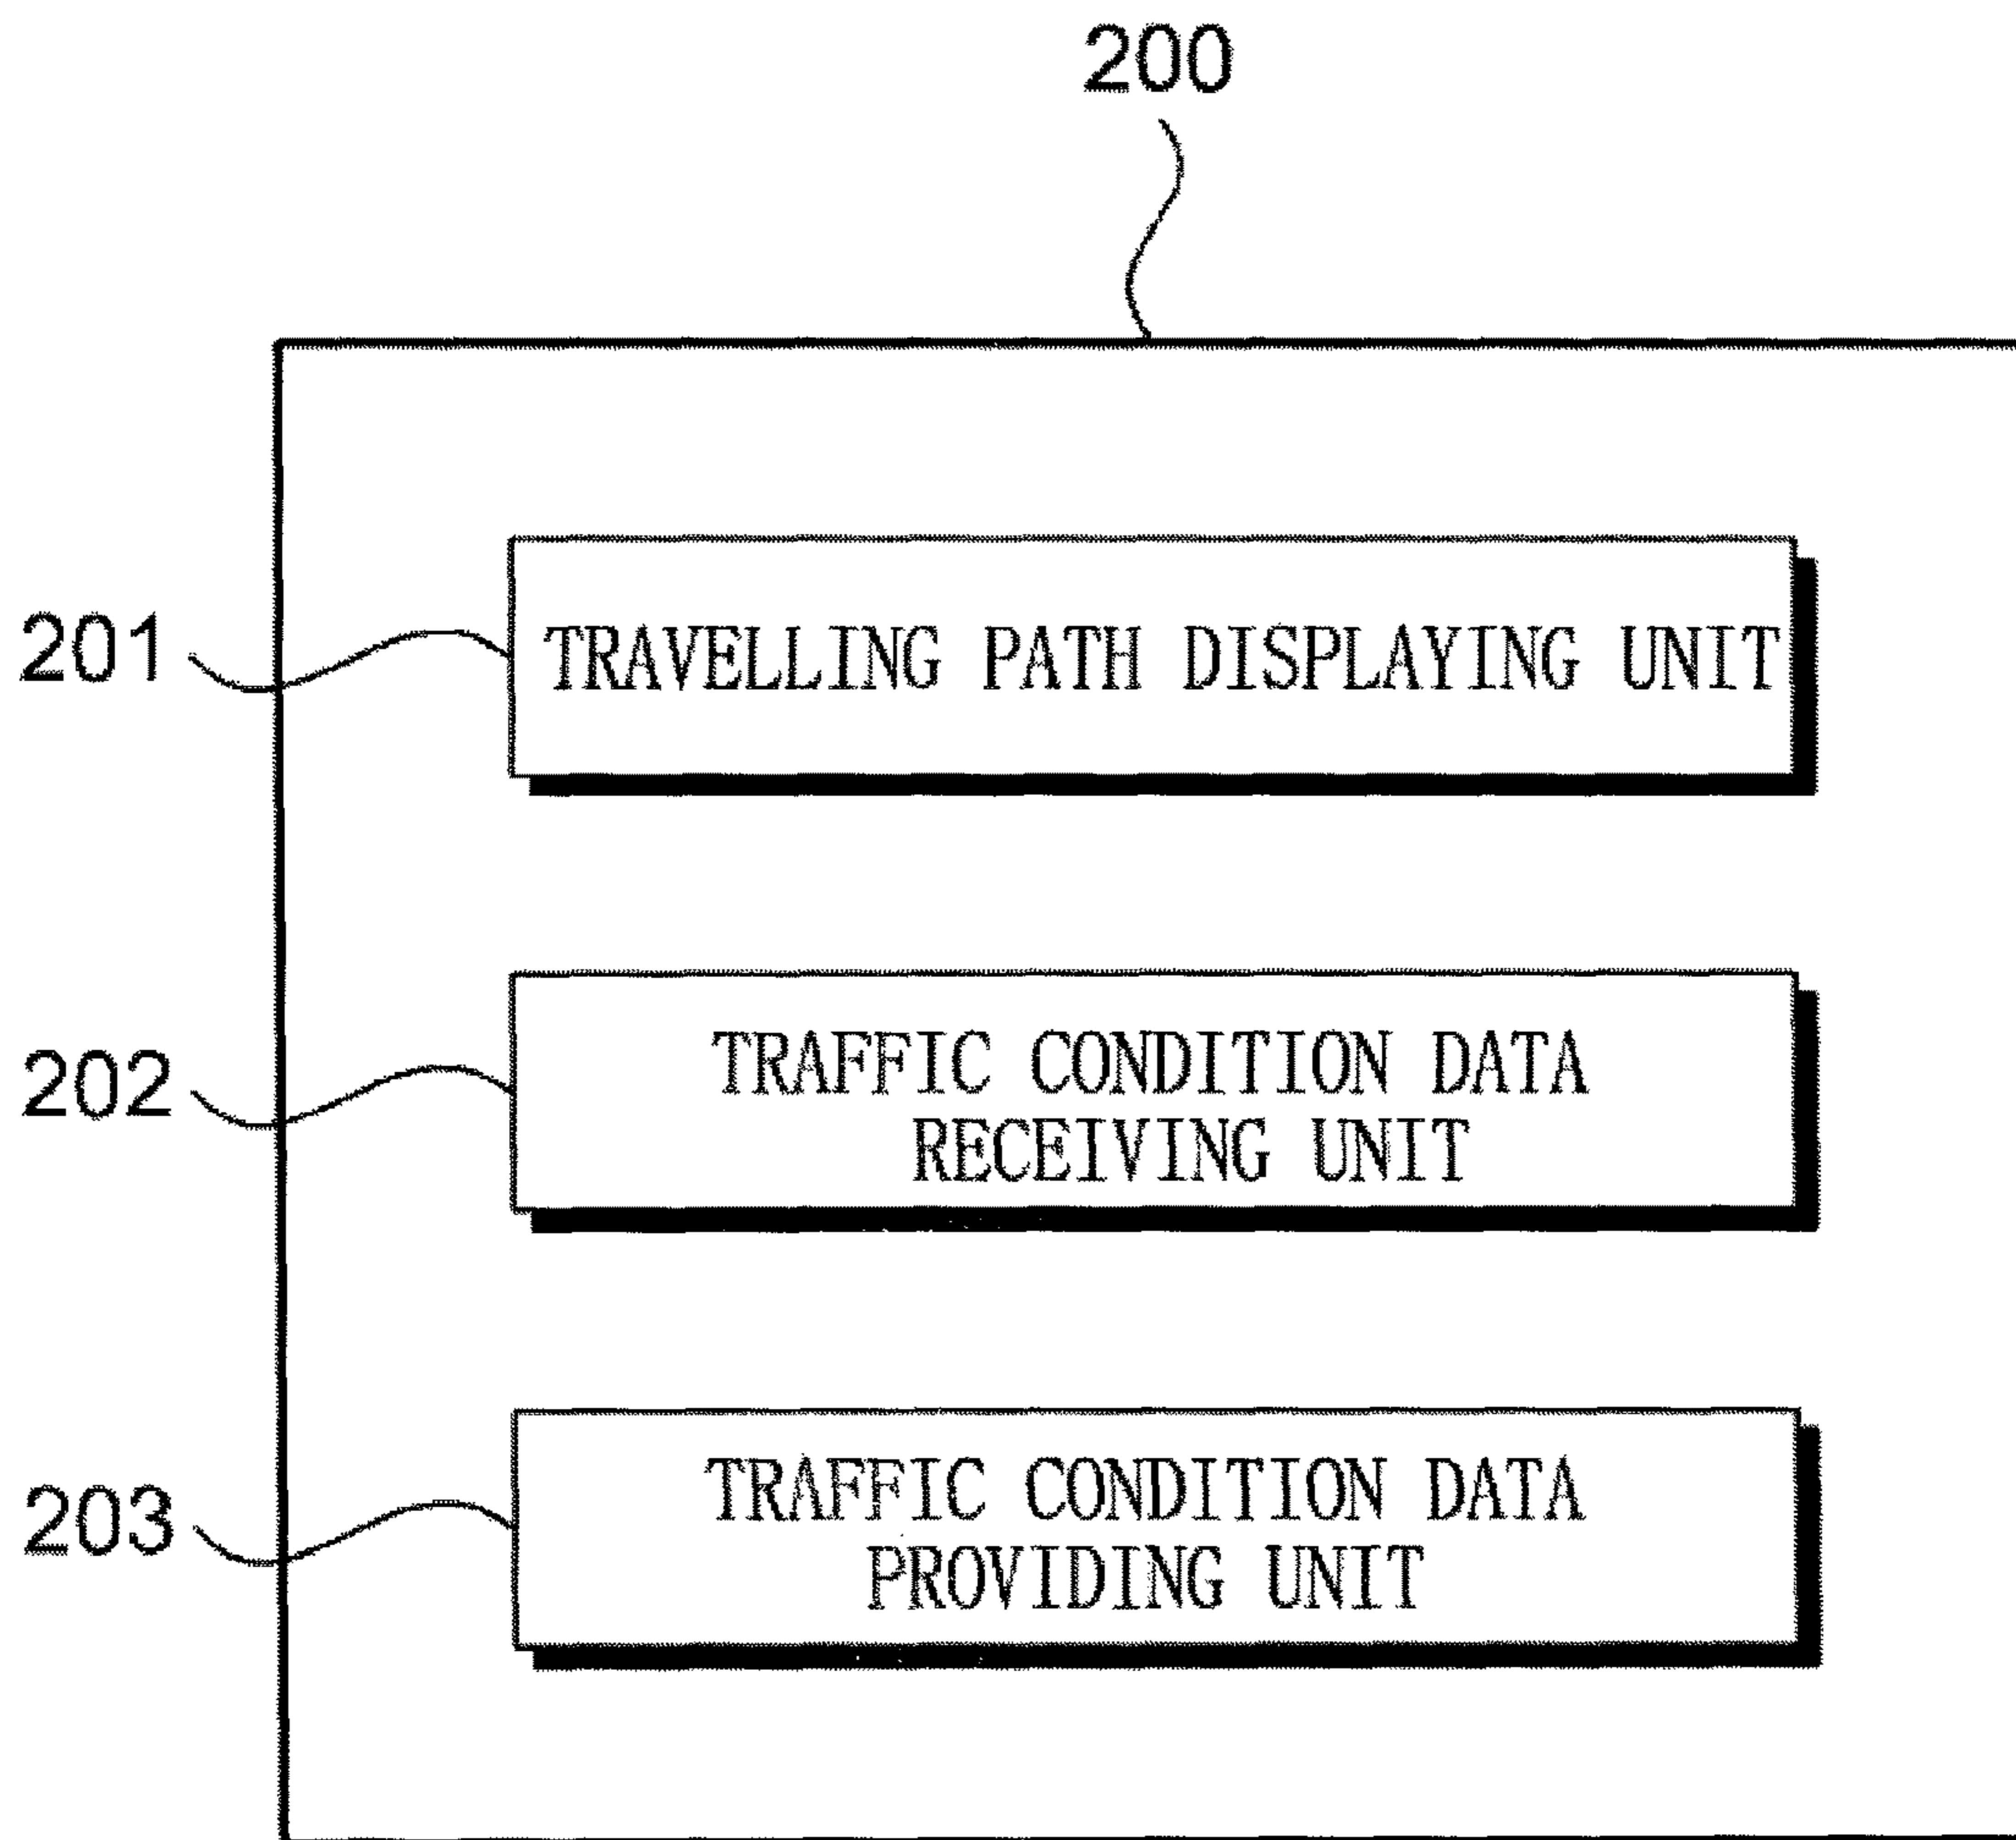 200
201
TRAVELLING PATH DISPLAYING UNIT
202
TRAFFIC CONDITION DATA
RECEIVING UNIT
203
TRAFFIC CONDITION DATA
PROVIDING UNIT